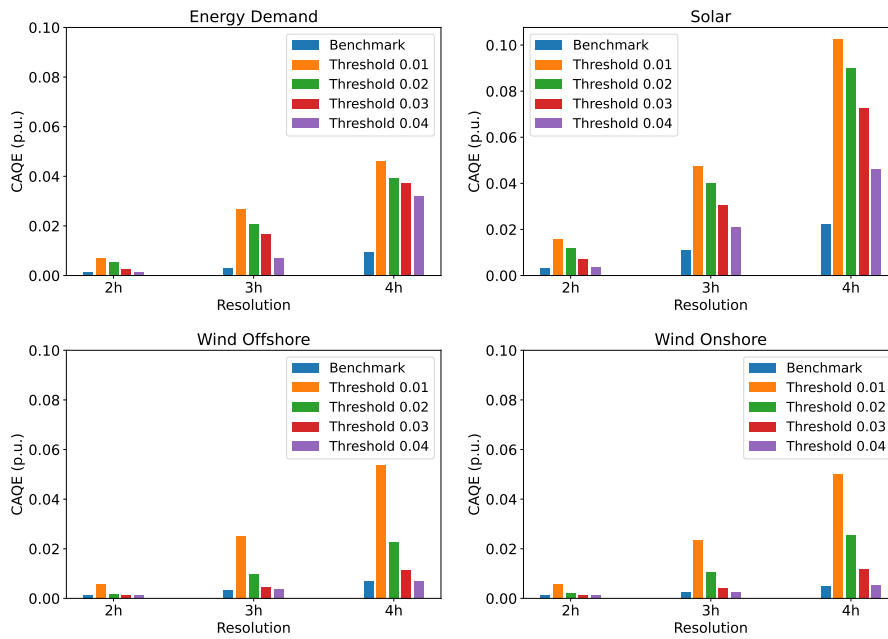 Energy Demand
0.10
0.08
0.06
0.04
0.02
0.00
CAQE (p.u.)
Benchmark
Threshold 0.01
Threshold 0.02
Threshold 0.03
Threshold 0.04
2h
3h
4h
Resolution
Solar
0.10
0.08
0.06
0.04
0.02
0.00
CAQE (p.u.)
Benchmark
Threshold 0.01
Threshold 0.02
Threshold 0.03
Threshold 0.04
2h
3h
4h
Resolution
Wind Offshore
0.10
0.08
0.06
0.04
0.02
0.00
CAQE (p.u.)
Benchmark
Threshold 0.01
Threshold 0.02
Threshold 0.03
Threshold 0.04
2h
3h
4h
Resolution
Wind Onshore
0.10
0.08
0.06
0.04
0.02
0.00
CAQE (p.u.)
Benchmark
Threshold 0.01
Threshold 0.02
Threshold 0.03
Threshold 0.04
2h
3h
4h
Resolution